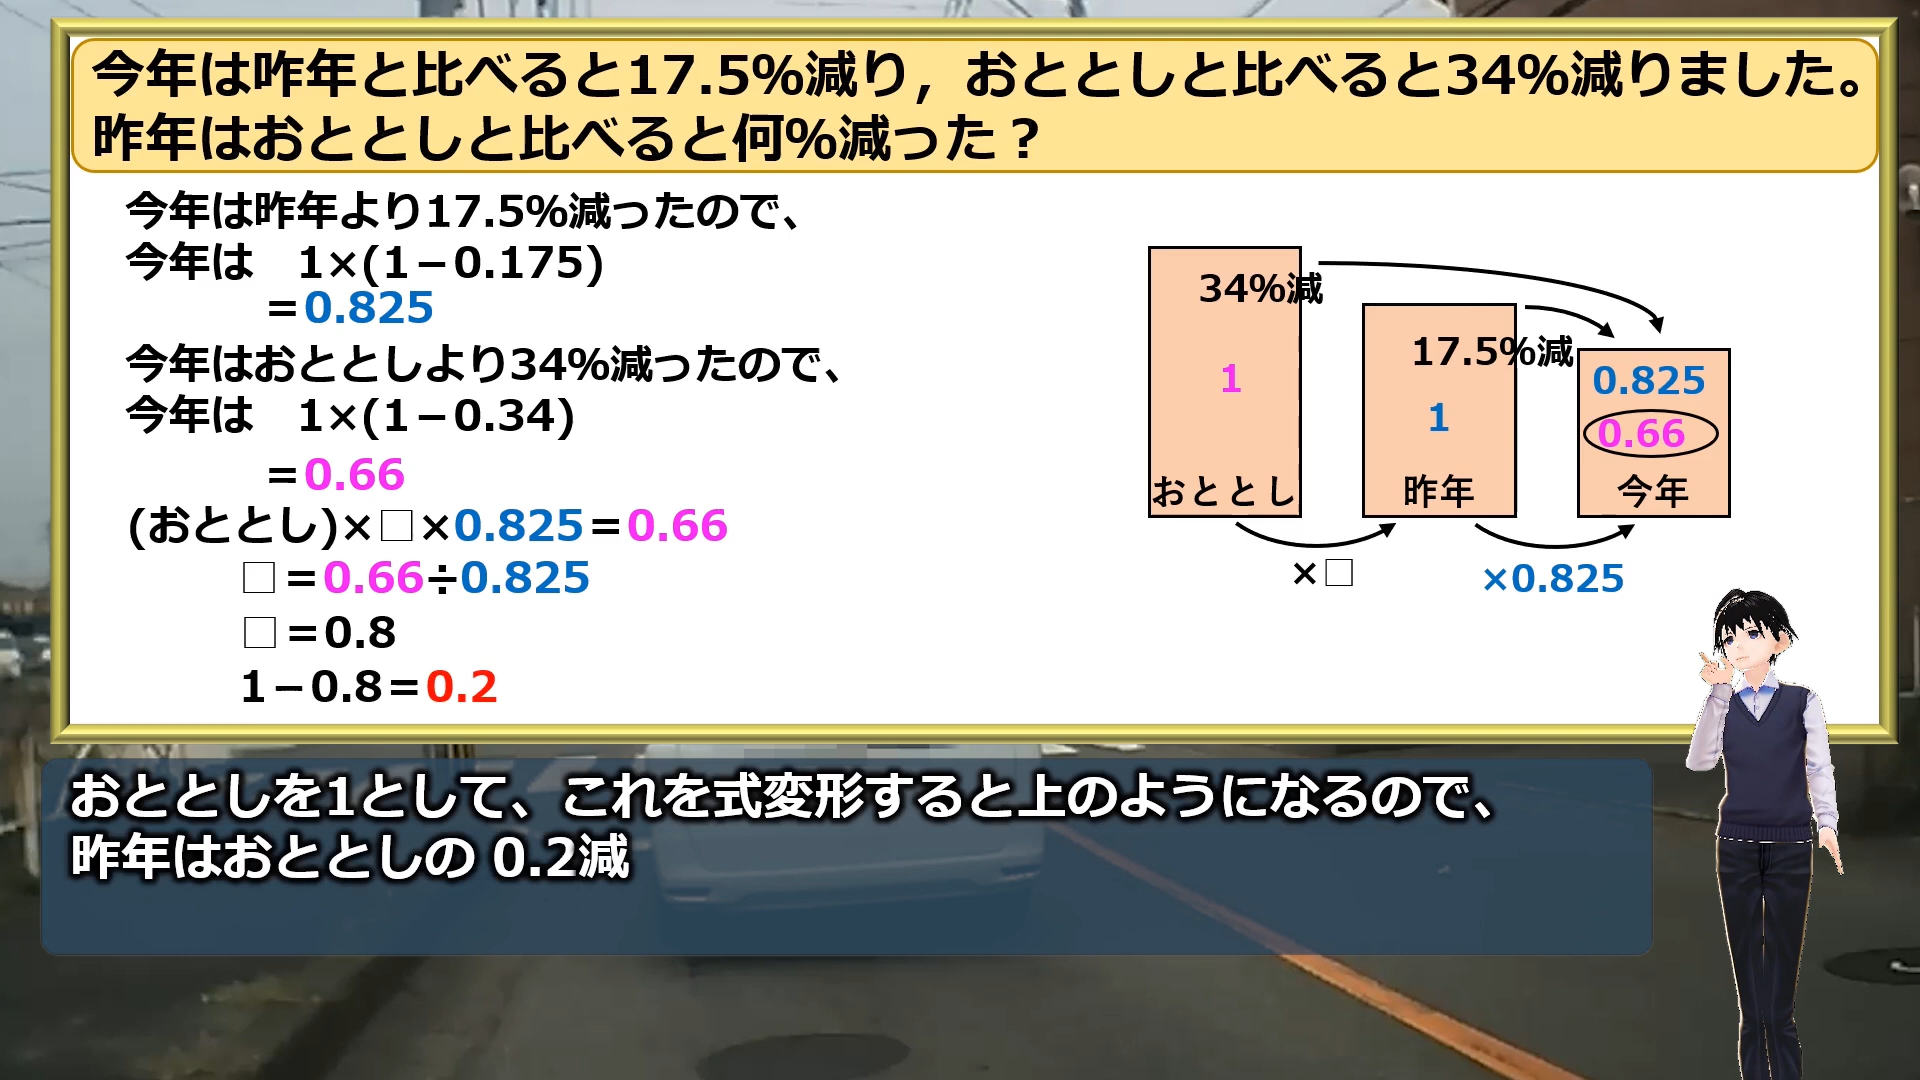 今年は昨年と比べると17.5%減り，おととしと比べると34%減りました。
昨年はおととしと比べると何%減った？
今年は昨年より17.5%減ったので、
今年は　1×(1－0.175)
＝0.825
今年はおととしより34%減ったので、
今年は　1×(1－0.34)
＝0.66
(おととし)×□×0.825＝0.66
□＝0.66÷0.825
□＝0.8
1－0.8＝0.2
34%減
1
おととし
17.5%減
1
昨年
0.825
0.66
今年
×□
×0.825
おととしを1として、これを式変形すると上のようになるので、
昨年はおととしの 0.2減